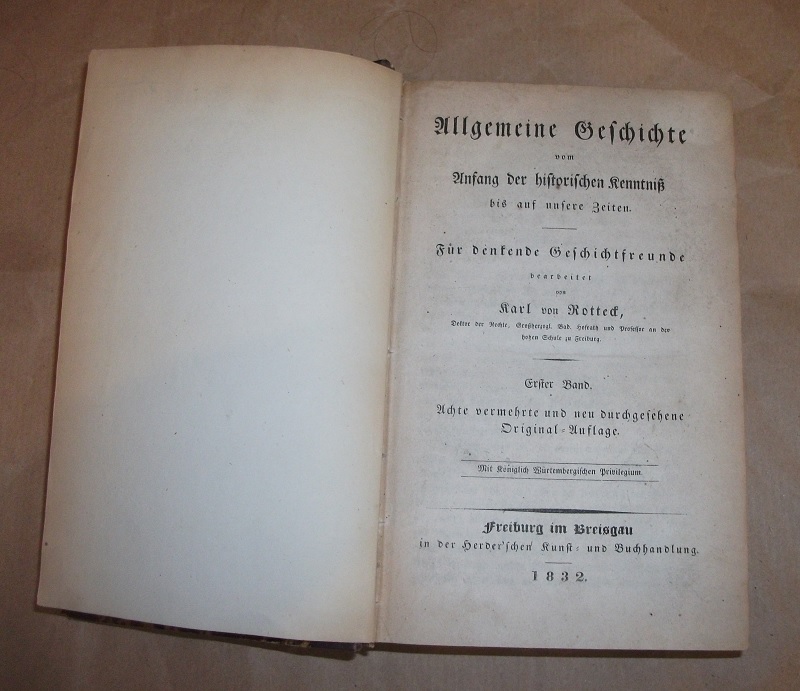 Allgemeine Geſchichte
vom
Anfang der hiſtoriſchen Kenntniß
bis auf unſere Zeiten.
Für denkende Geſchichtfreunde
bearbeitet
von
Karl von Rotteck,
Doktor der Rechte, Großherzogl. Bad. Hofrath und Profeſſor an der
hohen Schule zu Freiburg.
Erſter Band.
Achte vermehrte und neu durchgeſehene
Original-Auflage.
Mit Königlich Würtembergiſchen Privilegium
Freiburg im Breisgau
in der Herder'ſchen Kunſt- und Buchhandlung.
1832.